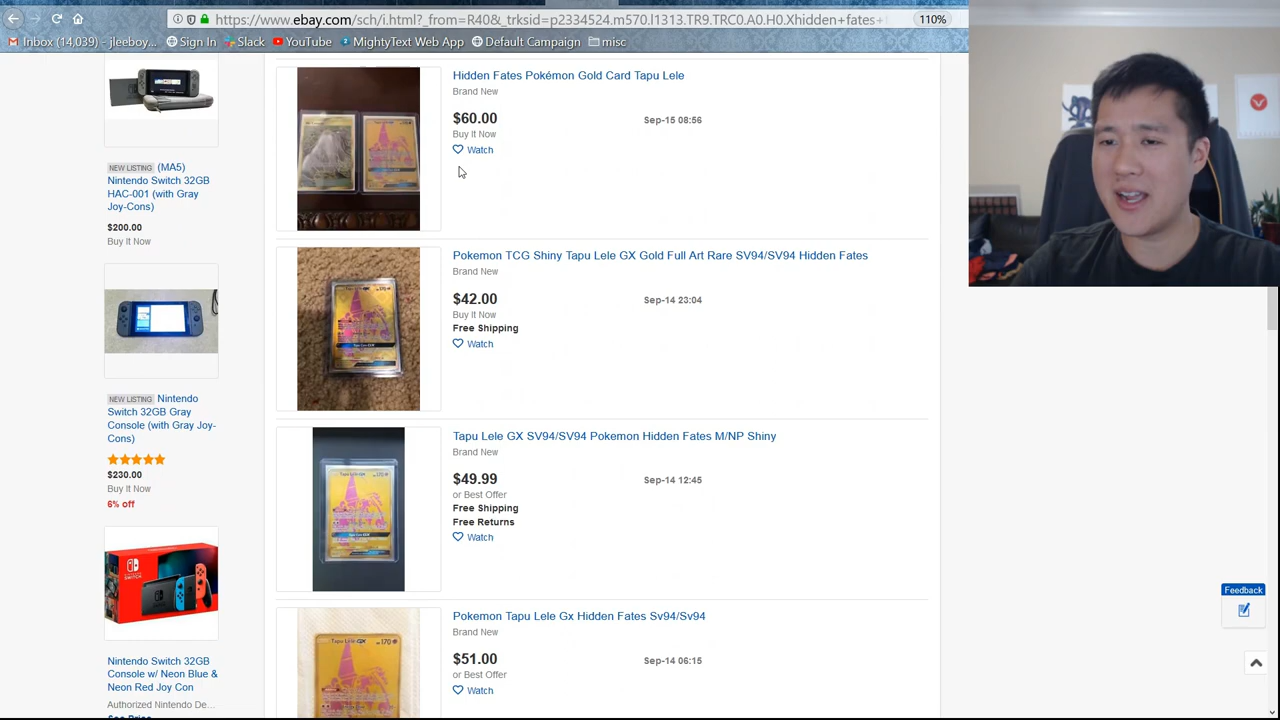 https://www.ebay.com/sch/i.html?_from=R40&_trksid=p2334524.m570.l1313.TR9.TRC0.A0.H0.Xhidden+fates+
110%
Inbox (14,039) - jleeboy...
Sign In
Slack
YouTube
MightyText Web App
Default Campaign
misc
NEW LISTING (MA5)
Nintendo Switch 32GB
HAC-001 (with Gray
Joy-Cons)
$200.00
Buy It Now
NEW LISTING Nintendo
Switch 32GB Gray
Console (with Gray Joy-
Cons)
$230.00
Buy It Now
6% off
Nintendo Switch 32GB
Console w/ Neon Blue &
Neon Red Joy Con
Authorized Nintendo De...
See Price
Hidden Fates Pokémon Gold Card Tapu Lele
Brand New
$60.00
Sep-15 08:56
Buy It Now
Watch
Pokemon TCG Shiny Tapu Lele GX Gold Full Art Rare SV94/SV94 Hidden Fates
Brand New
$42.00
Sep-14 23:04
Buy It Now
Free Shipping
Watch
Tapu Lele GX SV94/SV94 Pokemon Hidden Fates M/NP Shiny
Brand New
$49.99
Sep-14 12:45
or Best Offer
Free Shipping
Free Returns
Watch
Pokemon Tapu Lele Gx Hidden Fates Sv94/Sv94
Brand New
$51.00
Sep-14 06:15
or Best Offer
Watch
Tapu Lele GX
170
Feedback